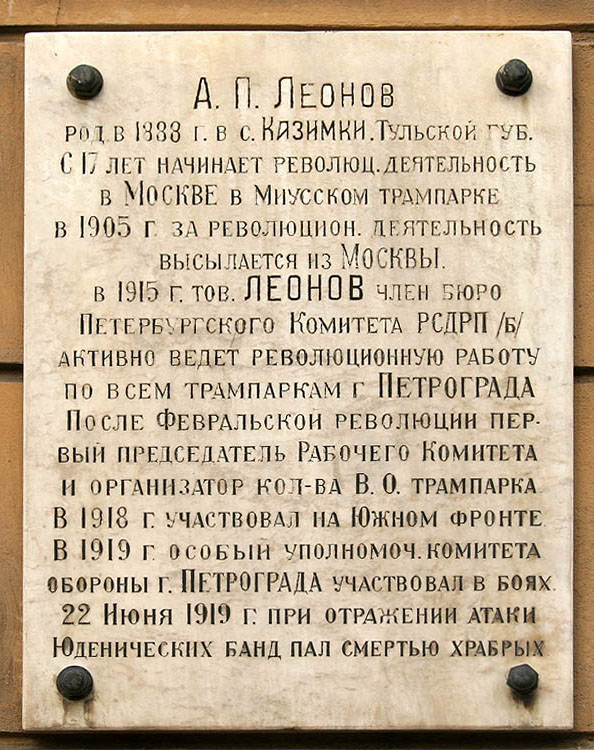 А. П. ЛЕОНОВ
РОД. В 1888 Г. В С. КАЗИМКИ. ТУЛЬСКОЙ ГУБ.
С 17 ЛЕТ НАЧИНАЕТ РЕВОЛЮЦ. ДЕЯТЕЛЬНОСТЬ
В МОСКВЕ В МИУССКОМ ТРАМПАРКЕ
В 1905 Г. ЗА РЕВОЛЮЦИОН. ДЕЯТЕЛЬНОСТЬ
ВЫСЫЛАЕТСЯ ИЗ МОСКВЫ.
В 1915 Г. ТОВ. ЛЕОНОВ ЧЛЕН БЮРО
ПЕТЕРБУРГСКОГО КОМИТЕТА РСДРП /Б/
АКТИВНО ВЕДЕТ РЕВОЛЮЦИОННУЮ РАБОТУ
ПО ВСЕМ ТРАМПАРКАМ Г ПЕТРОГРАДА
ПОСЛЕ ФЕВРАЛЬСКОЙ РЕВОЛЮЦИИ ПЕР-
ВЫЙ ПРЕДСЕДАТЕЛЬ РАБОЧЕГО КОМИТЕТА
И ОРГАНИЗАТОР КОЛ-ВА В. О. ТРАМПАРКА
В 1918 Г. УЧАСТВОВАЛ НА ЮЖНОМ ФРОНТЕ
В 1919 Г. ОСОБЫЙ УПОЛНОМОЧ. КОМИТЕТА
ОБОРОНЫ Г. ПЕТРОГРАДА УЧАСТВОВАЛ В БОЯХ.
22 ИЮНЯ 1919 Г. ПРИ ОТРАЖЕНИИ АТАКИ
ЮДЕНИЧЕСКИХ БАНД ПАЛ СМЕРТЬЮ ХРАБРЫХ